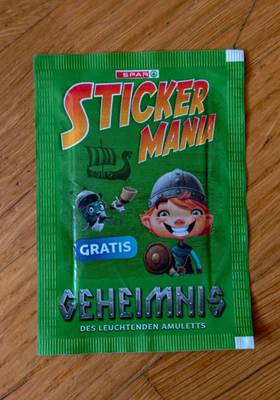 SPAR
STICKER
MANIA
GRATIS
GEHEIMNIS
DES LEUCHTENDEN AMULETTS